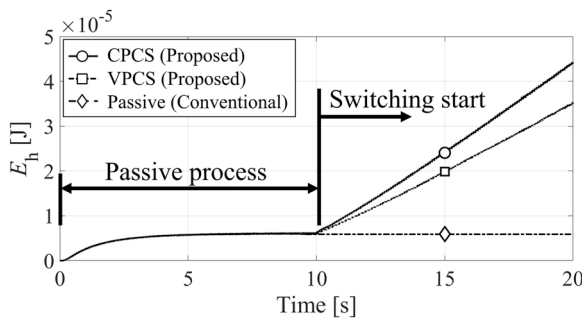 × 10⁻⁵
5
4
3
2
1
0
E_h [J]
CPCS (Proposed)
VPCS (Proposed)
Passive (Conventional)
Switching start
Passive process
0 5 10 15 20
Time [s]